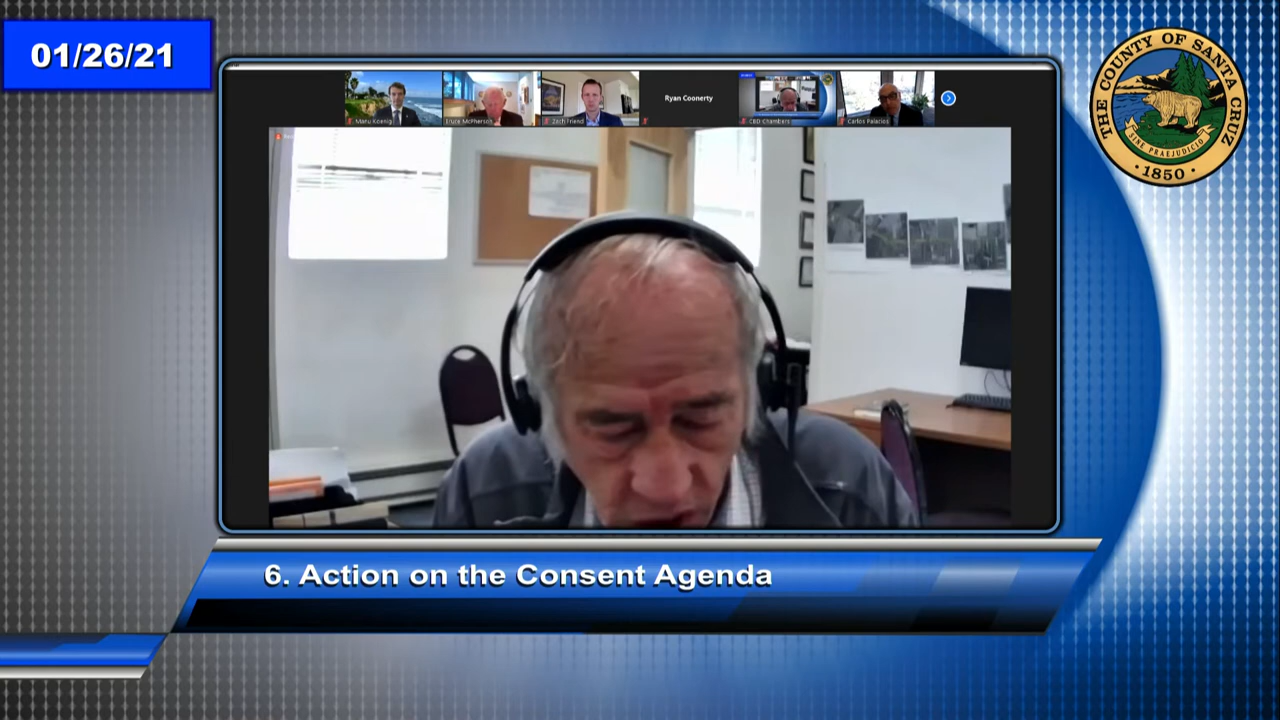 01/26/21
Manu Koenig
Bruce McPherson
Zach Friend
Ryan Coonerty
CBD Chambers
Carlos Palacios
THE COUNTY OF SANTA CRUZ
SINE PRAEJUDICIO
• 1850 •
6. Action on the Consent Agenda